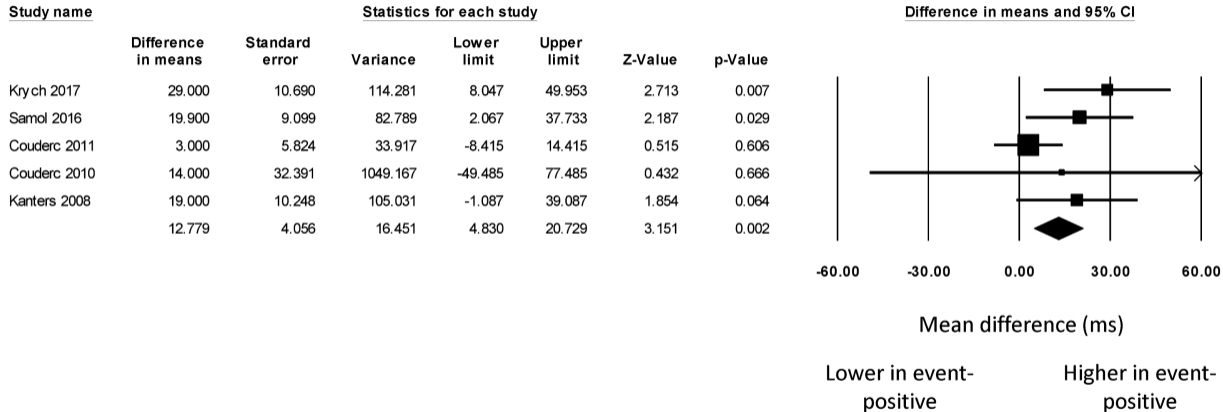 Study name Statistics for each study Difference in means and 95% CI
Difference Standard Lower Upper
in means error Variance limit limit Z-Value p-Value
Krych 2017 29.000 10.690 114.281 8.047 49.953 2.713 0.007
Samol 2016 19.900 9.099 82.789 2.067 37.733 2.187 0.029
Couderc 2011 3.000 5.824 33.917 -8.415 14.415 0.515 0.606
Couderc 2010 14.000 32.391 1049.167 -49.485 77.485 0.432 0.666
Kanters 2008 19.000 10.248 105.031 -1.087 39.087 1.854 0.064
12.779 4.056 16.451 4.830 20.729 3.151 0.002
-60.00 -30.00 0.00 30.00 60.00
Mean difference (ms)
Lower in event- Higher in event-
positive positive